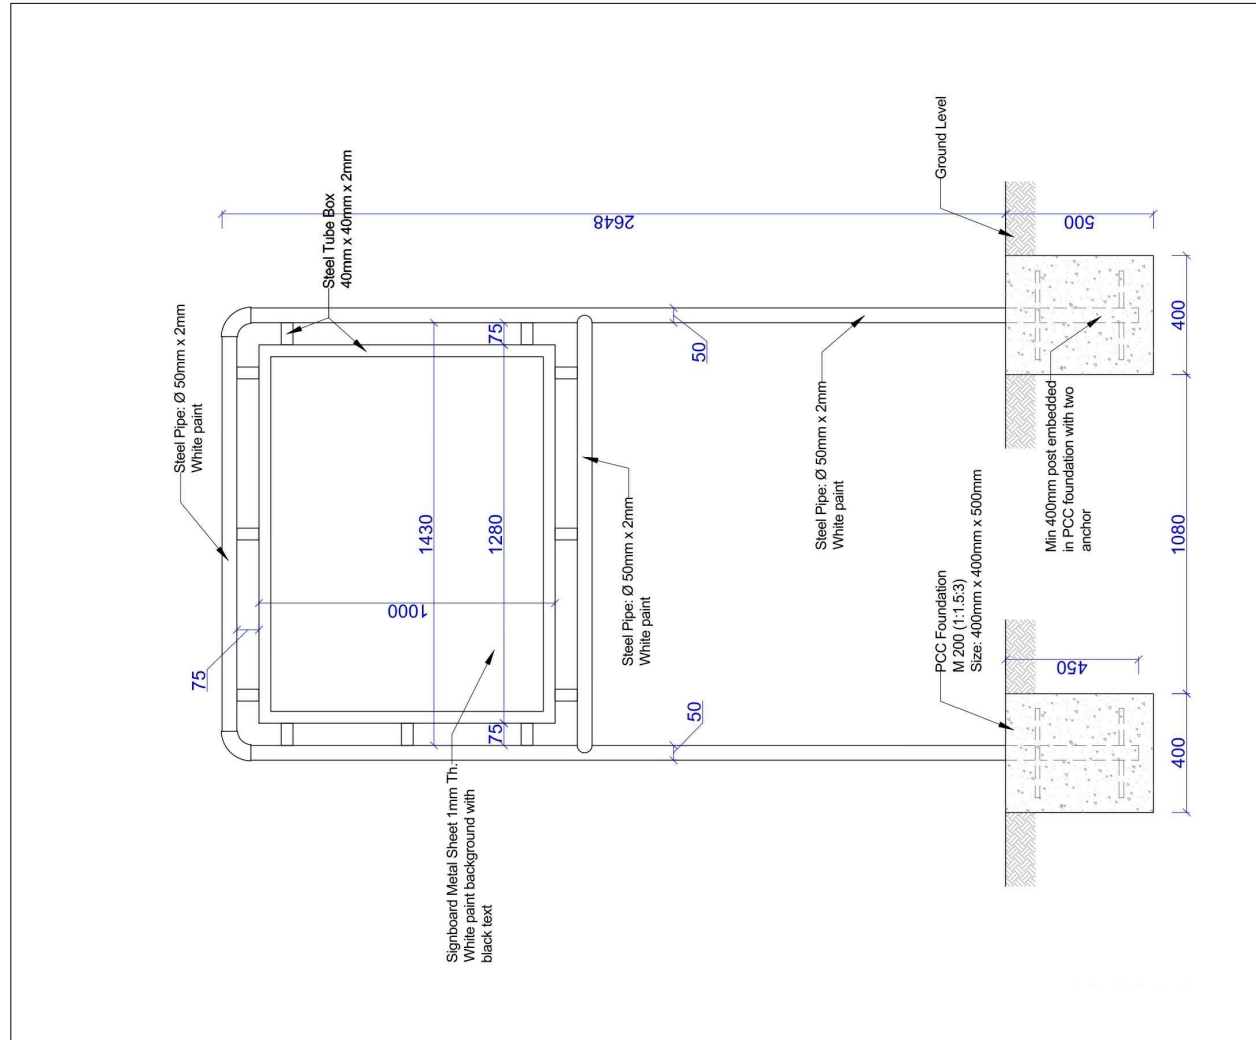 Steel Pipe: Ø 50mm x 2mm
White paint
Steel Tube Box
40mm x 40mm x 2mm
2648
75
1430
1280
1000
75
75
Signboard Metal Sheet 1mm Th.
White paint background with
black text
Steel Pipe: Ø 50mm x 2mm
White paint
50
50
Steel Pipe: Ø 50mm x 2mm
White paint
Ground Level
500
PCC Foundation
M 200 (1:1.5:3)
Size: 400mm x 400mm x 500mm
450
Min 400mm post embedded
in PCC foundation with two
anchor
400
1080
400